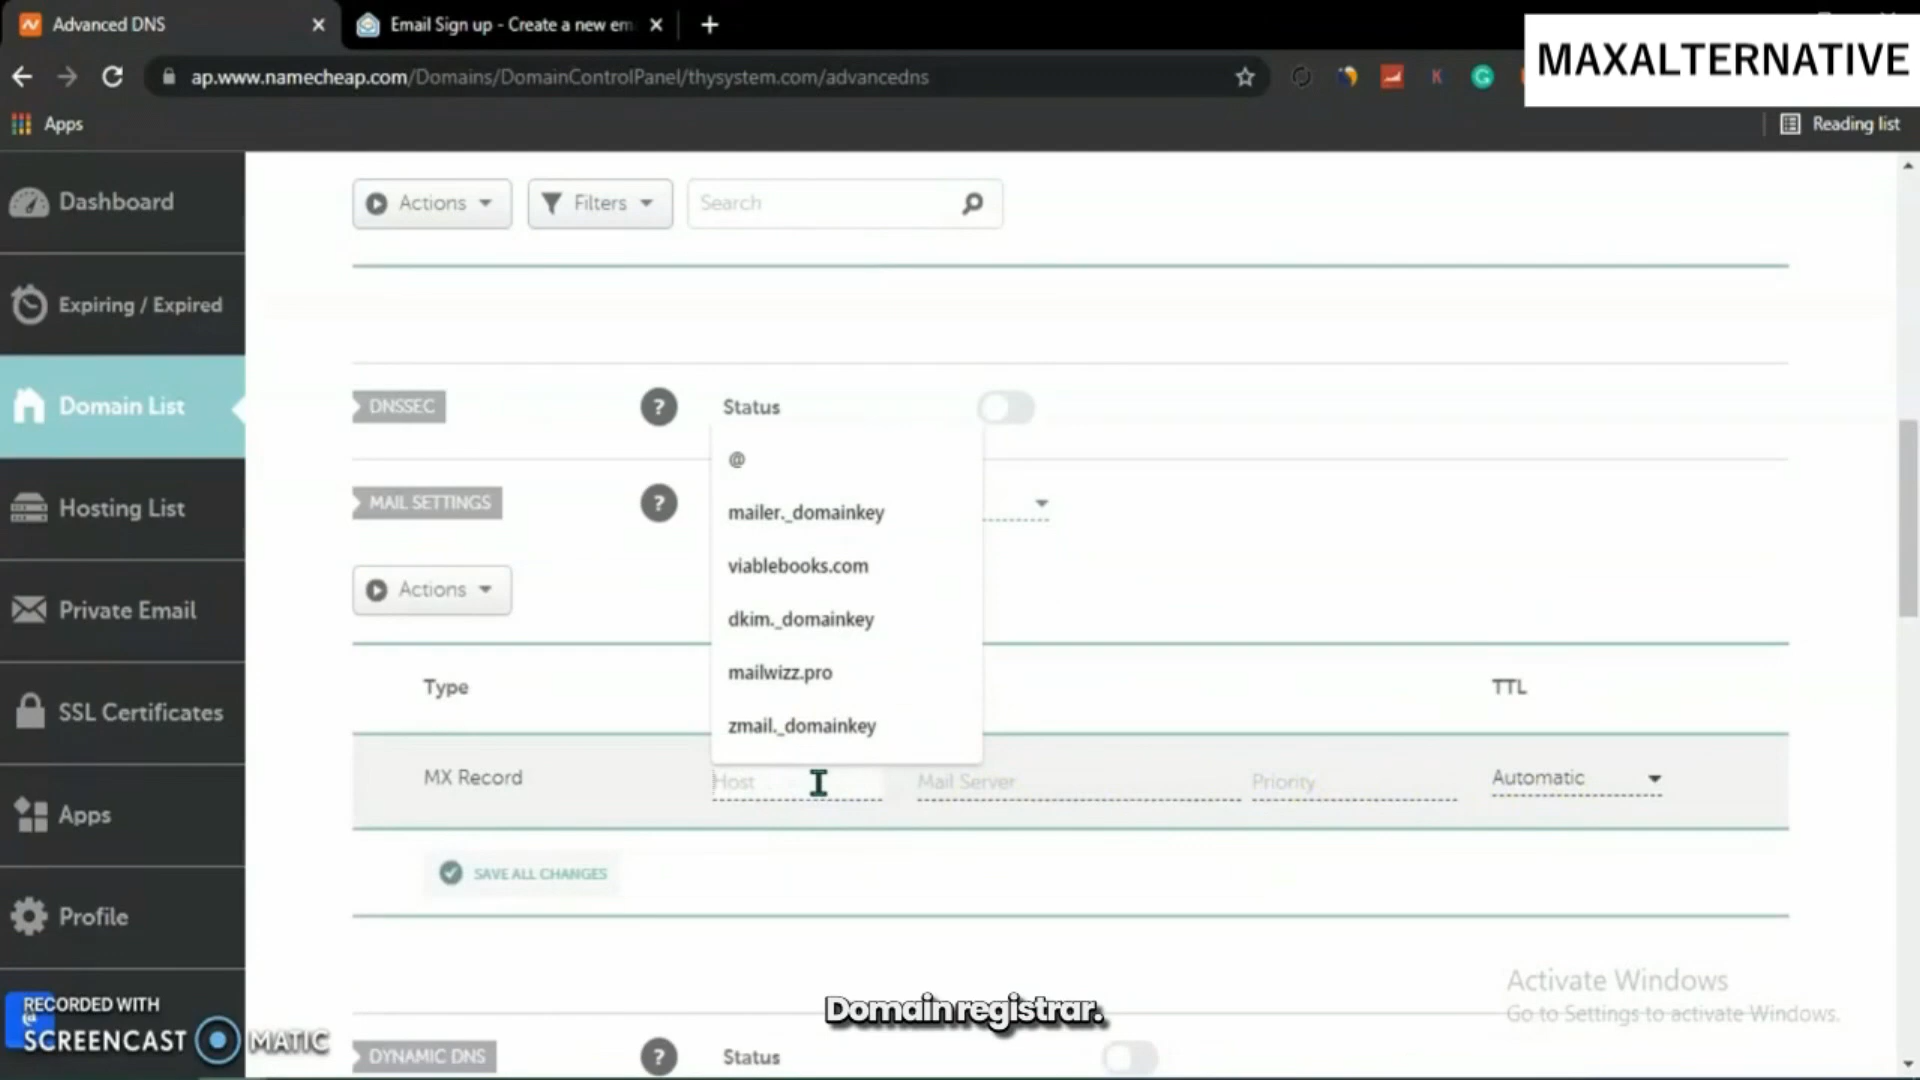 Advanced DNS
Email Sign up - Create a new em
MAXALTERNATIVE
ap.www.namecheap.com/Domains/DomainControlPanel/thysystem.com/advancedns
Apps
Reading list
Dashboard
Actions
Filters
Search
Expiring / Expired
Domain List
DNSSEC
?
Status
@
Hosting List
MAIL SETTINGS
?
mailer._domainkey
viablebooks.com
Private Email
Actions
dkim._domainkey
SSL Certificates
Type
mailwizz.pro
TTL
zmail._domainkey
Apps
MX Record
Host
Mail Server
Priority
Automatic
SAVE ALL CHANGES
Profile
Activate Windows
Go to Settings to activate Windows.
RECORDED WITH
SCREENCAST MATIC
Domain registrar.
DYNAMIC DNS
?
Status